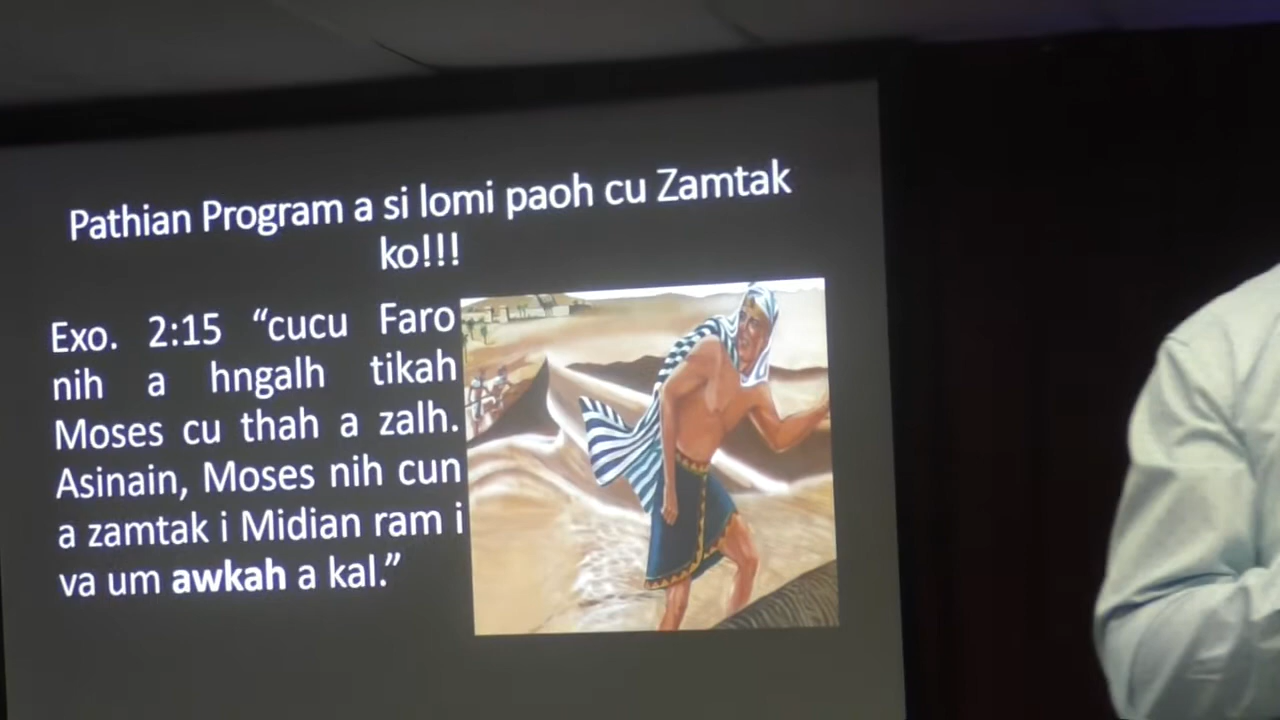 Pathian Program a si lomi paoh cu Zamtak
ko!!!
Exo. 2:15 “cucu Faro
nih a hngalh tikah
Moses cu thah a zalh.
Asinain, Moses nih cun
a zamtak i Midian ram i
va um awkah a kal.”